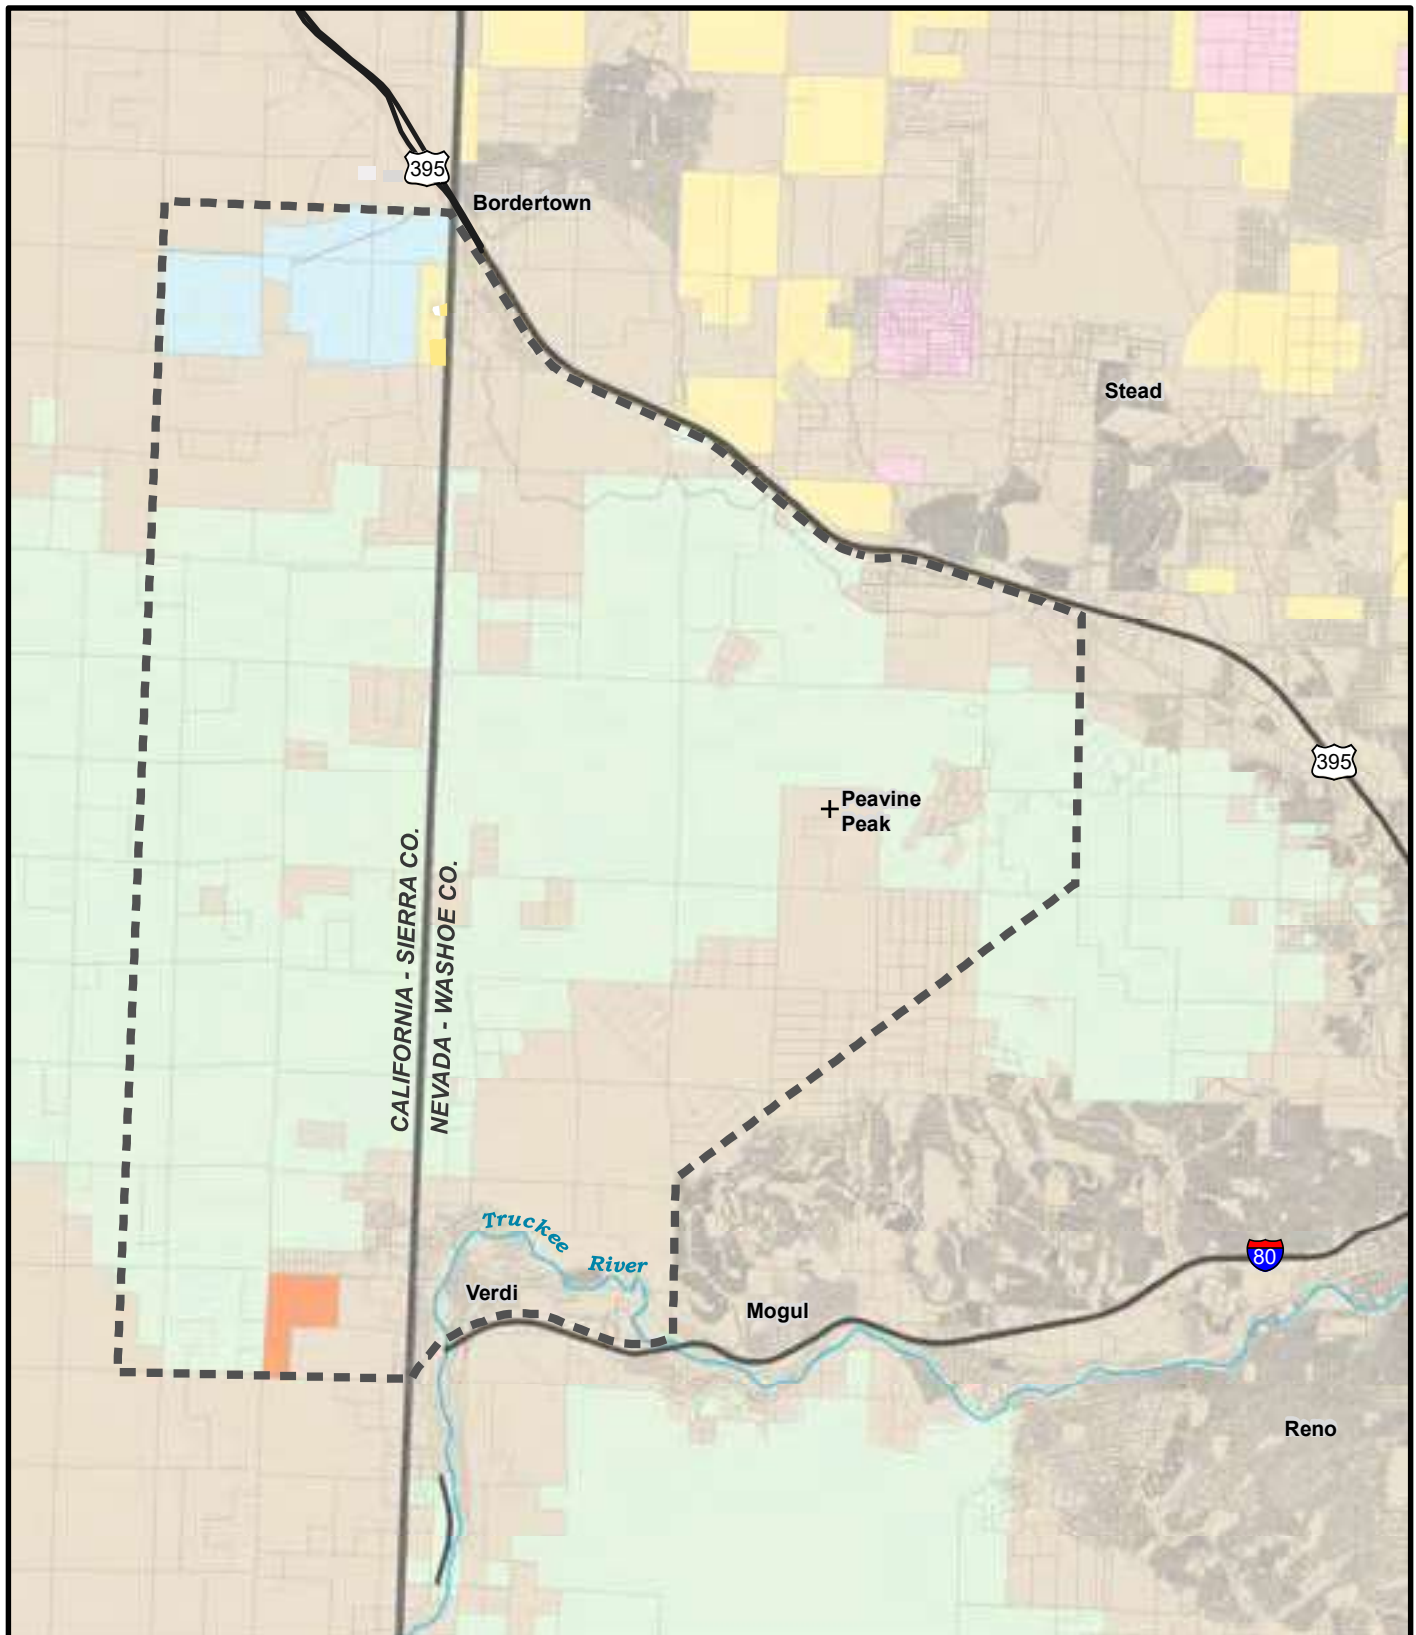 395
Bordertown
Stead
395
Peavine
Peak
CALIFORNIA - SIERRA CO.
NEVADA - WASHOE CO.
Truckee
River
80
Verdi
Mogul
Reno